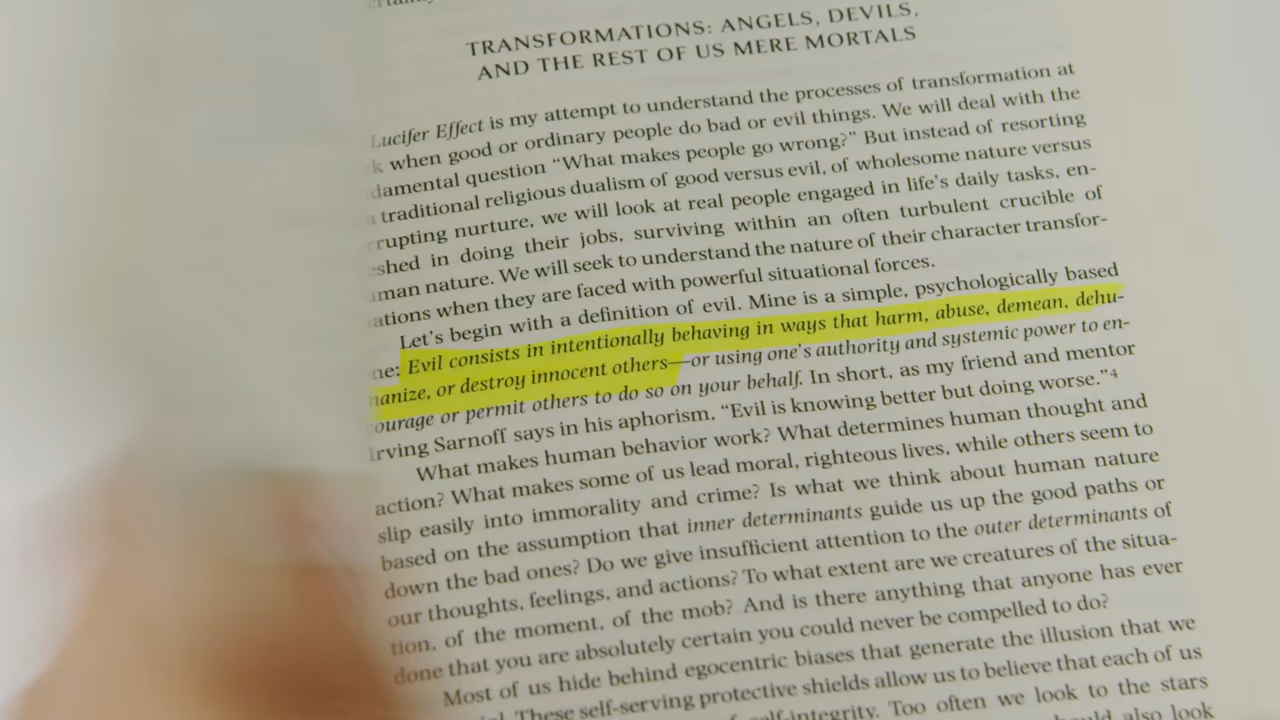 TRANSFORMATIONS: ANGELS, DEVILS,
AND THE REST OF US MERE MORTALS
Lucifer Effect is my attempt to understand the processes of transformation at
k when good or ordinary people do bad or evil things. We will deal with the
damental question “What makes people go wrong?” But instead of resorting
a traditional religious dualism of good versus evil, of wholesome nature versus
rrupting nurture, we will look at real people engaged in life’s daily tasks, en-
shed in doing their jobs, surviving within an often turbulent crucible of
uman nature. We will seek to understand the nature of their character transfor-
ations when they are faced with powerful situational forces.
Let’s begin with a definition of evil. Mine is a simple, psychologically based
ne: Evil consists in intentionally behaving in ways that harm, abuse, demean, dehu-
manize, or destroy innocent others—or using one’s authority and systemic power to en-
courage or permit others to do so on your behalf. In short, as my friend and mentor
Irving Sarnoff says in his aphorism, “Evil is knowing better but doing worse.”4
What makes human behavior work? What determines human thought and
action? What makes some of us lead moral, righteous lives, while others seem to
slip easily into immorality and crime? Is what we think about human nature
based on the assumption that inner determinants guide us up the good paths or
down the bad ones? Do we give insufficient attention to the outer determinants of
our thoughts, feelings, and actions? To what extent are we creatures of the situa-
tion, of the moment, of the mob? And is there anything that anyone has ever
done that you are absolutely certain you could never be compelled to do?
Most of us hide behind egocentric biases that generate the illusion that we
These self-serving protective shields allow us to believe that each of us
self-integrity. Too often we look to the stars
should also look